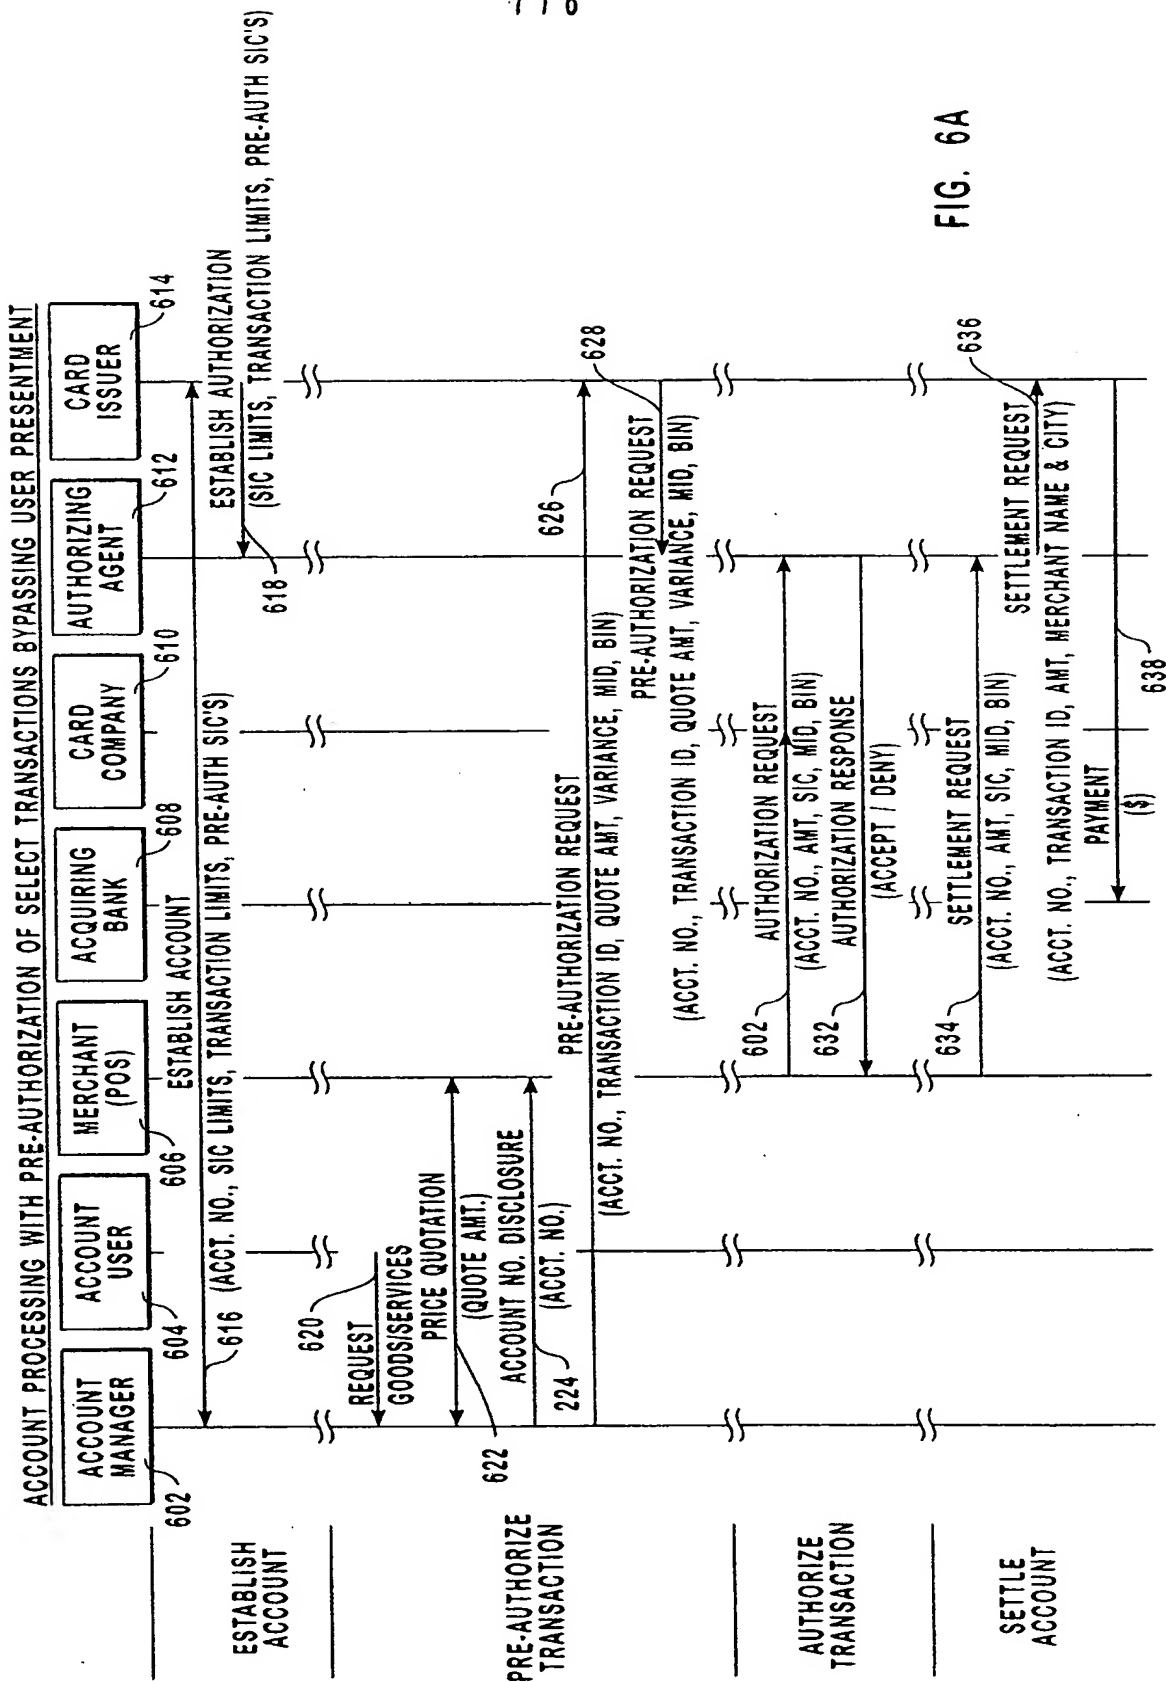 7 / 8
ACCOUNT PROCESSING WITH PRE-AUTHORIZATION OF SELECT TRANSACTIONS BYPASSING USER PRESENTMENT
ACCOUNT
MANAGER
602
ACCOUNT
USER
604
MERCHANT
(POS)
606
ACQUIRING
BANK
608
CARD
COMPANY
610
AUTHORIZING
AGENT
612
CARD
ISSUER
614
ESTABLISH
ACCOUNT
ESTABLISH ACCOUNT
616
(ACCT. NO., SIC LIMITS, TRANSACTION LIMITS, PRE-AUTH SIC'S)
ESTABLISH AUTHORIZATION
(SIC LIMITS, TRANSACTION LIMITS, PRE-AUTH SIC'S)
618
PRE-AUTHORIZE
TRANSACTION
620
REQUEST
GOODS/SERVICES
PRICE QUOTATION
(QUOTE AMT.)
622
ACCOUNT NO. DISCLOSURE
(ACCT. NO.)
224
PRE-AUTHORIZATION REQUEST
626
(ACCT. NO., TRANSACTION ID, QUOTE AMT, VARIANCE, MID, BIN)
628
PRE-AUTHORIZATION REQUEST
(ACCT. NO., TRANSACTION ID, QUOTE AMT, VARIANCE, MID, BIN)
AUTHORIZE
TRANSACTION
602
AUTHORIZATION REQUEST
(ACCT. NO., AMT, SIC, MID, BIN)
632
AUTHORIZATION RESPONSE
(ACCEPT / DENY)
SETTLE
ACCOUNT
634
SETTLEMENT REQUEST
(ACCT. NO., AMT, SIC, MID, BIN)
SETTLEMENT REQUEST
636
(ACCT. NO., TRANSACTION ID, AMT, MERCHANT NAME & CITY)
PAYMENT
($)
638
FIG. 6A